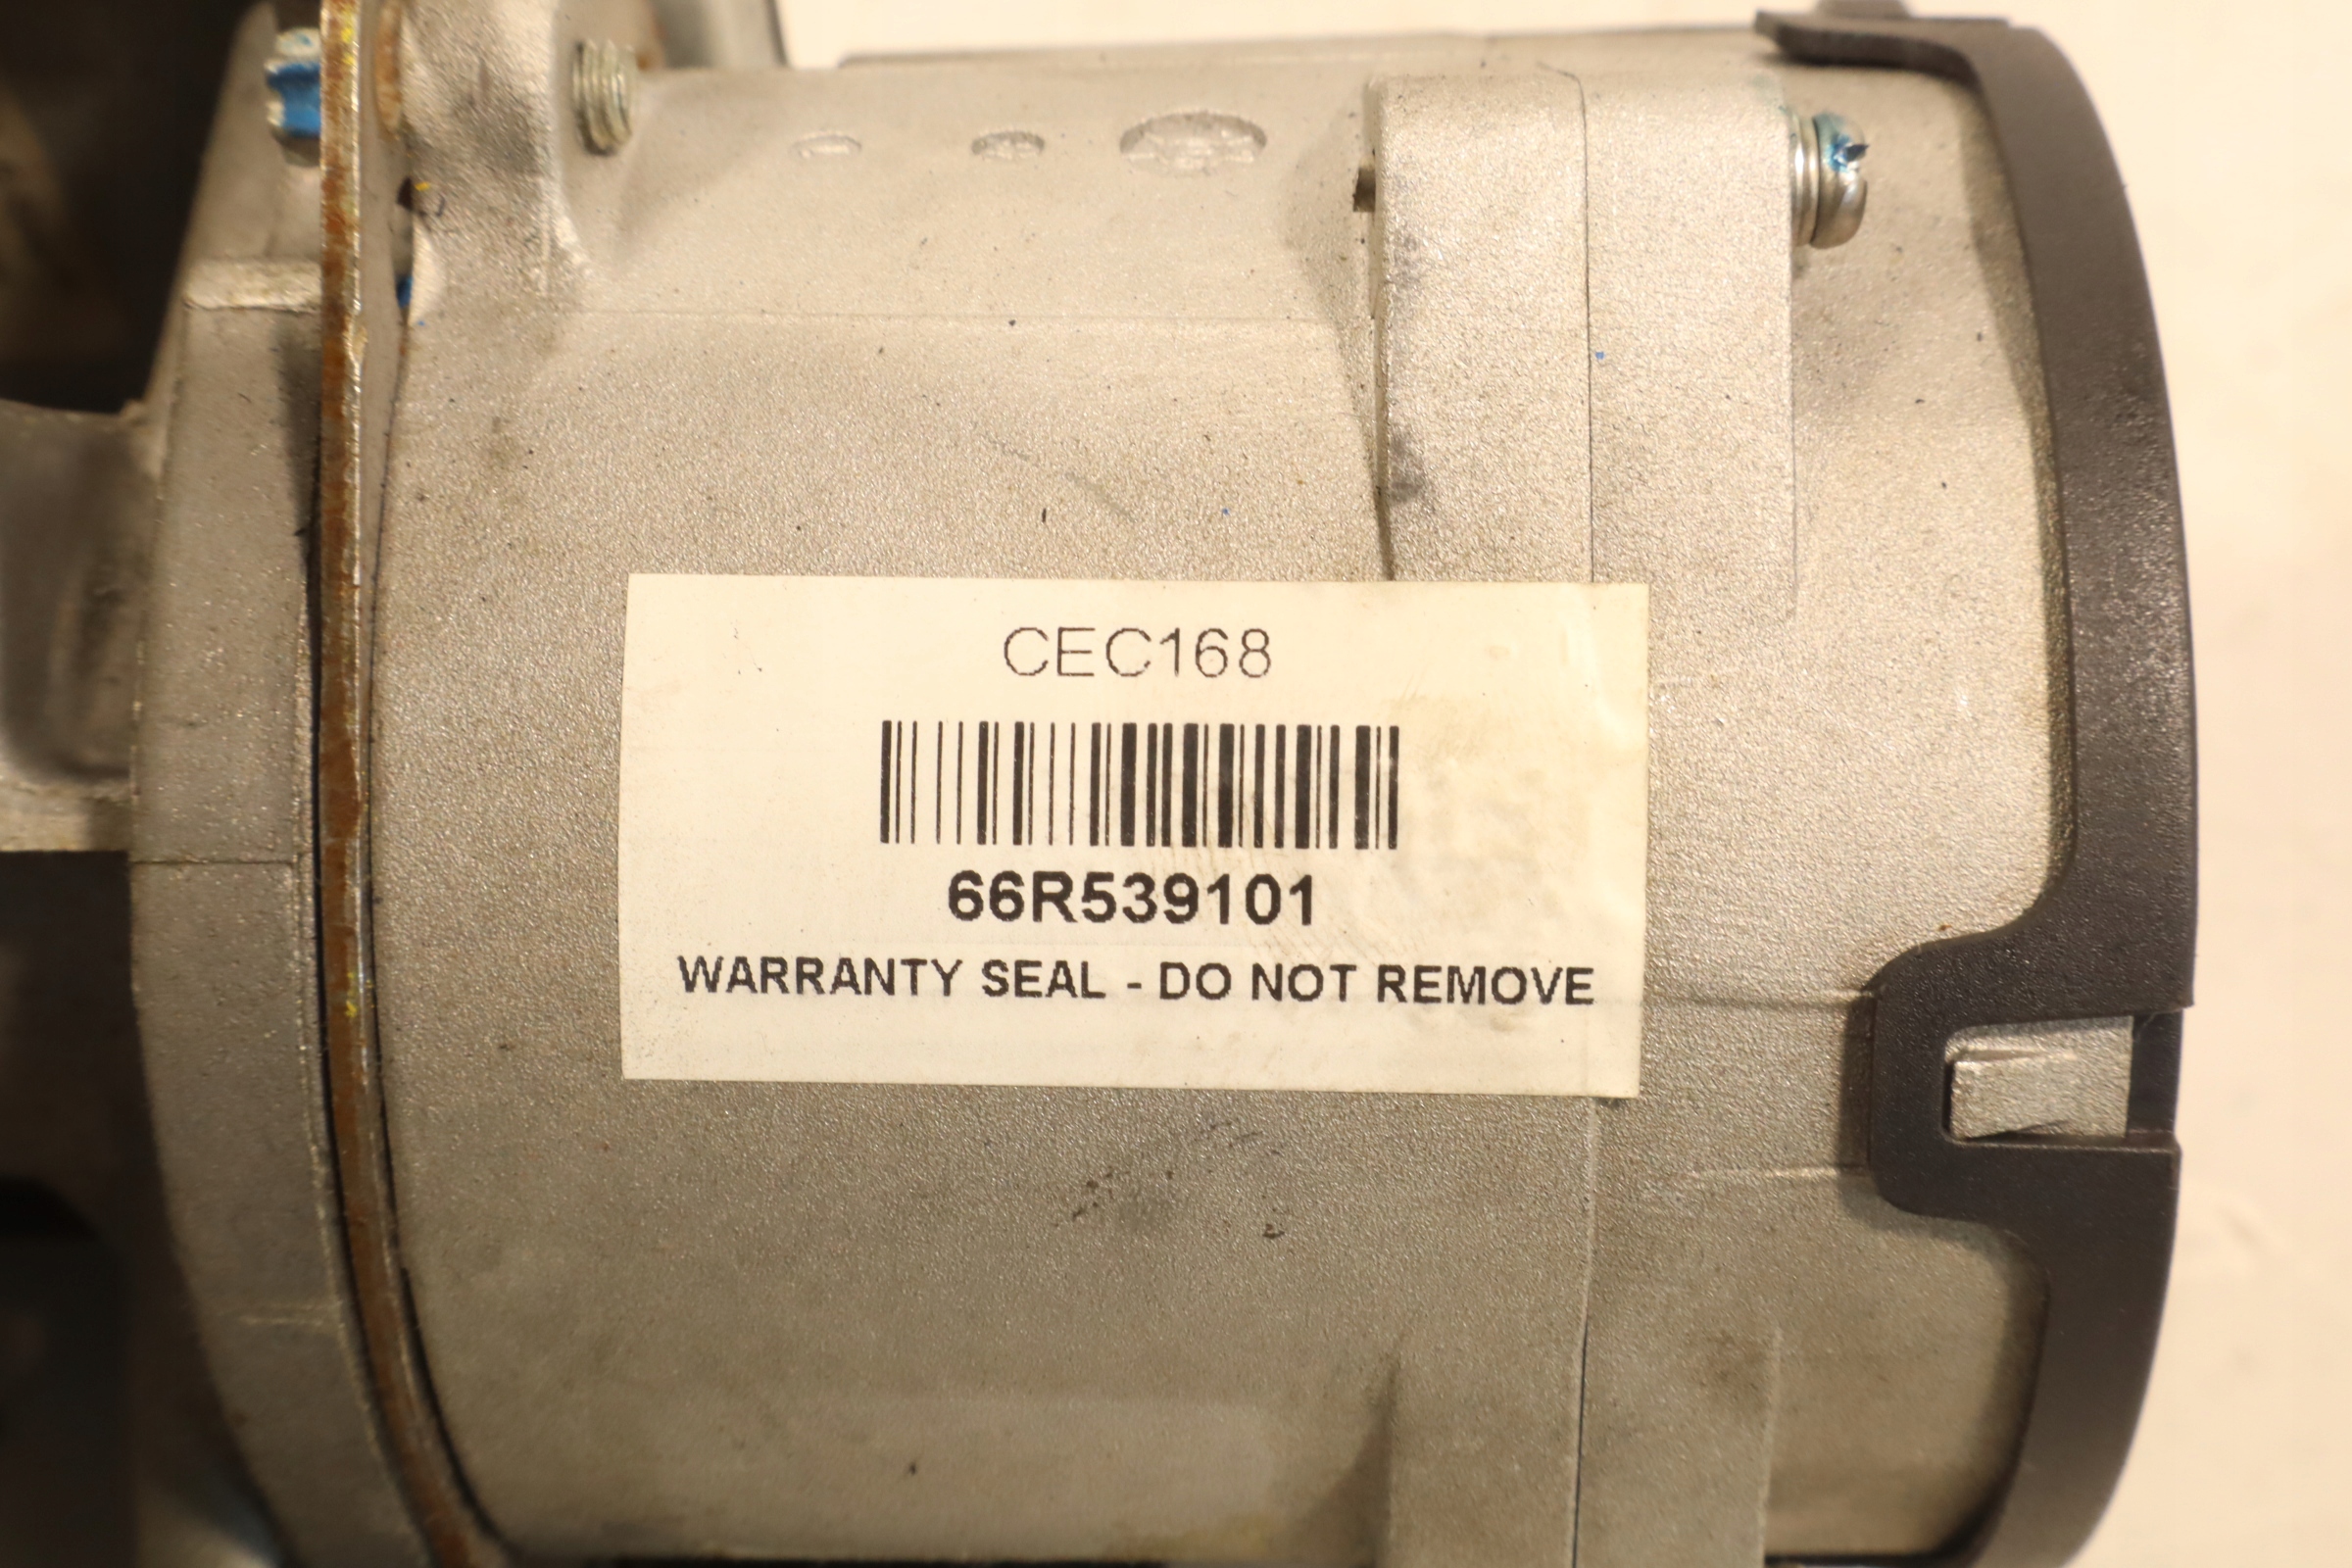 CEC168
66R539101
WARRANTY SEAL - DO NOT REMOVE